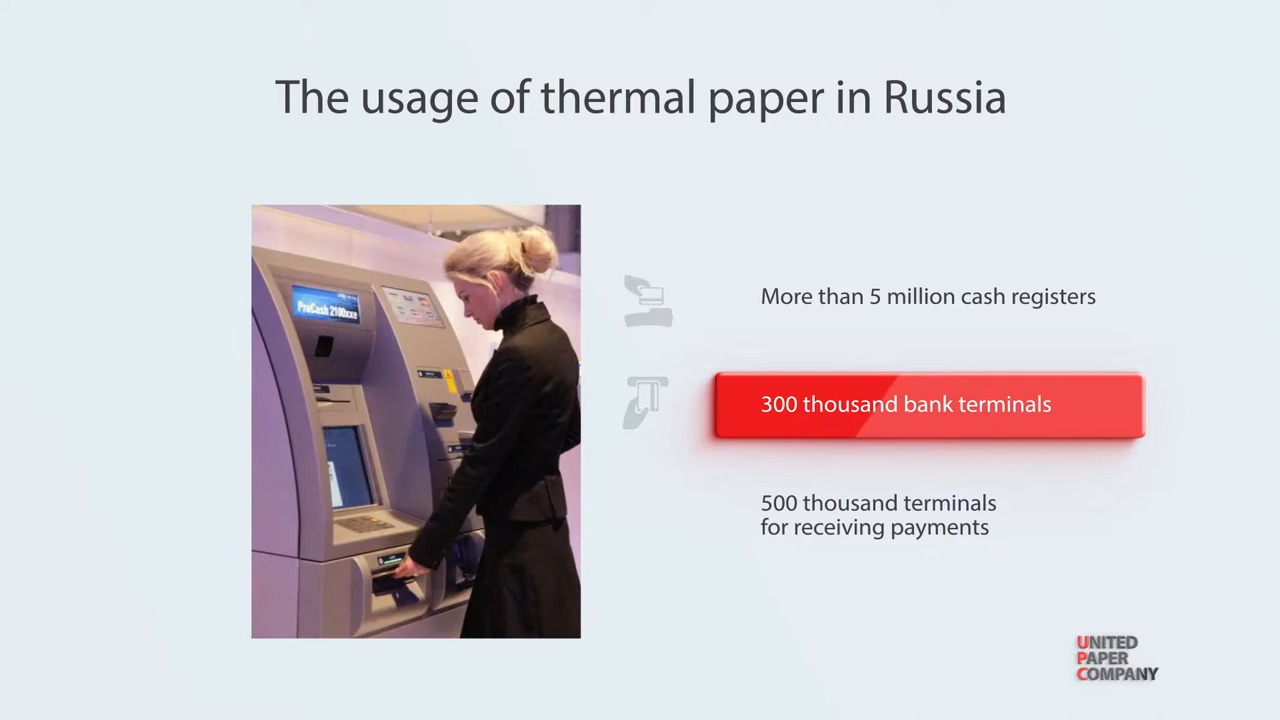 The usage of thermal paper in Russia
ProCash 2100xxe
More than 5 million cash registers
300 thousand bank terminals
500 thousand terminals
for receiving payments
UNITED
PAPER
COMPANY